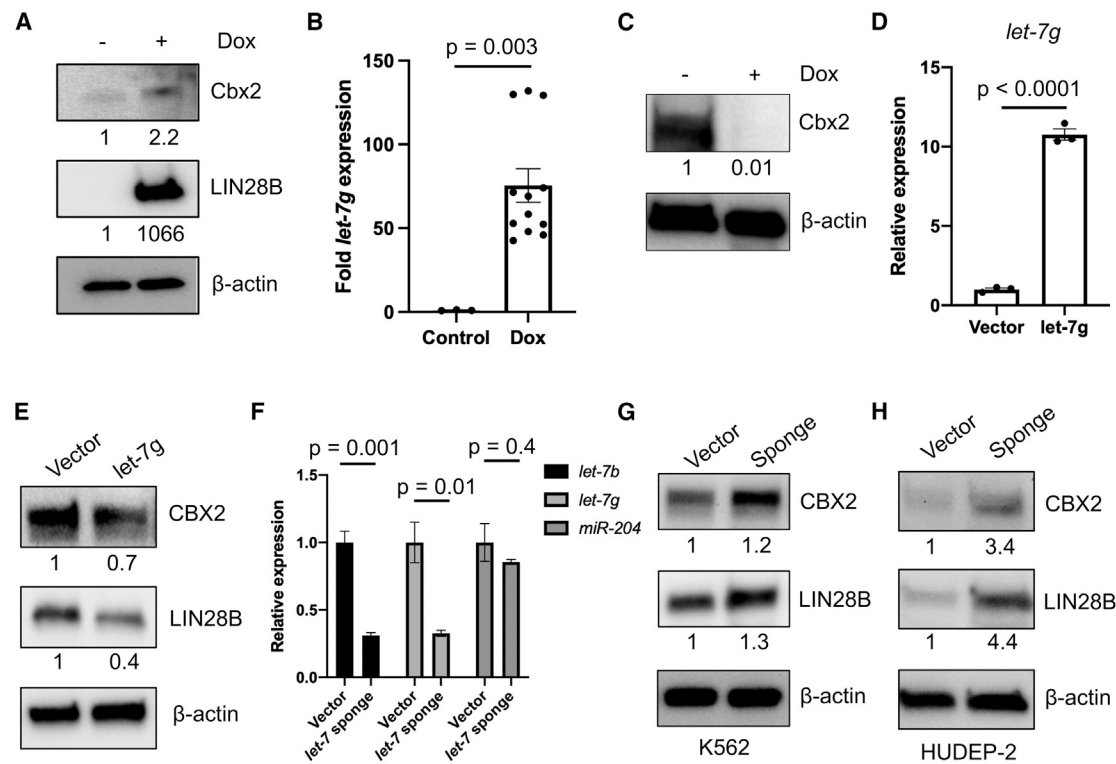 A
- + Dox
Cbx2
1 2.2
LIN28B
1 1066
β-actin
B
p = 0.003
Fold let-7g expression
150
100
50
0
Control Dox
C
- + Dox
Cbx2
1 0.01
β-actin
D
let-7g
p < 0.0001
Relative expression
15
10
5
0
Vector let-7g
E
Vector let-7g
CBX2
1 0.7
LIN28B
1 0.4
β-actin
F
p = 0.001
p = 0.01
p = 0.4
let-7b
let-7g
miR-204
Relative expression
1.5
1.0
0.5
0.0
Vector
let-7 sponge
Vector
let-7 sponge
Vector
let-7 sponge
G
Vector Sponge
CBX2
1 1.2
LIN28B
1 1.3
β-actin
K562
H
Vector Sponge
CBX2
1 3.4
LIN28B
1 4.4
β-actin
HUDEP-2